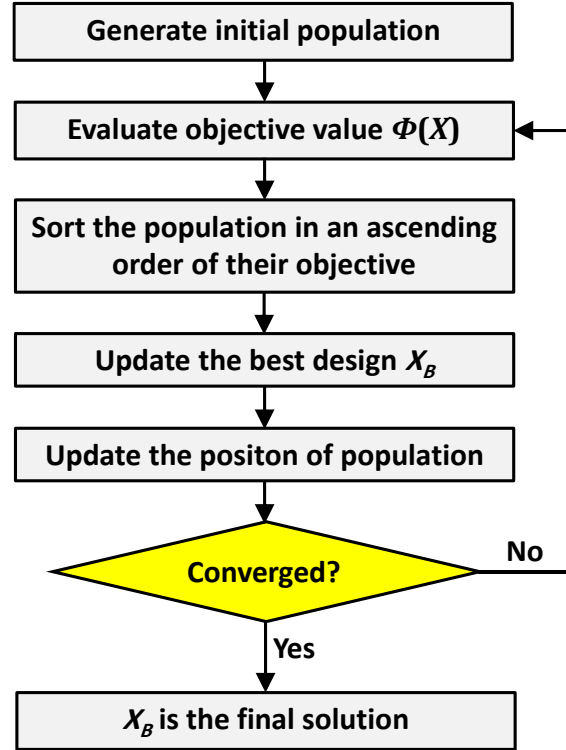 Generate initial population
Evaluate objective value Φ(X)
Sort the population in an ascending
order of their objective
Update the best design X_B
Update the positon of population
Converged?
No
Yes
X_B is the final solution